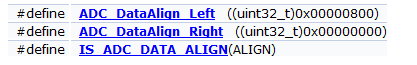 #define ADC_DataAlign_Left ((uint32_t)0x00000800)
#define ADC_DataAlign_Right ((uint32_t)0x00000000)
#define IS_ADC_DATA_ALIGN(ALIGN)